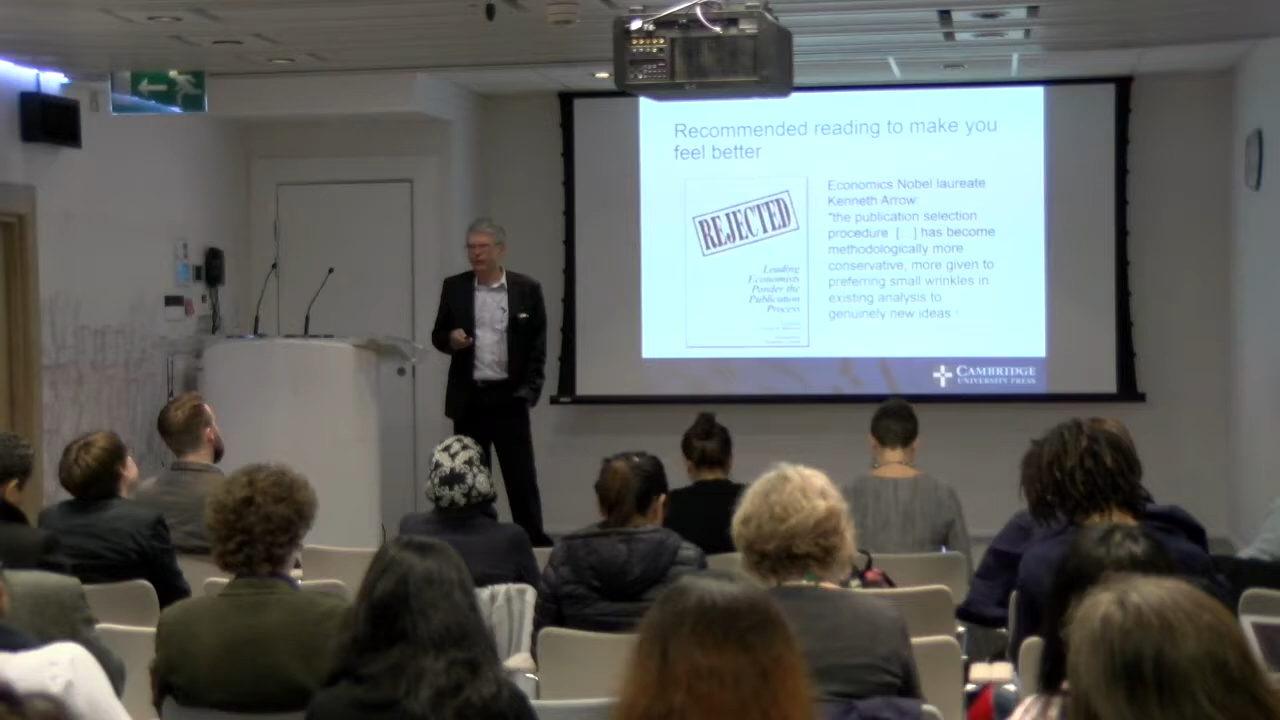 Recommended reading to make you
feel better
REJECTED
Leading
Economists
Ponder the
Publication
Process
Economics Nobel laureate
Kenneth Arrow:
"the publication selection
procedure [ ] has become
methodologically more
conservative, more given to
preferring small wrinkles in
existing analysis to
genuinely new ideas
CAMBRIDGE
UNIVERSITY PRESS